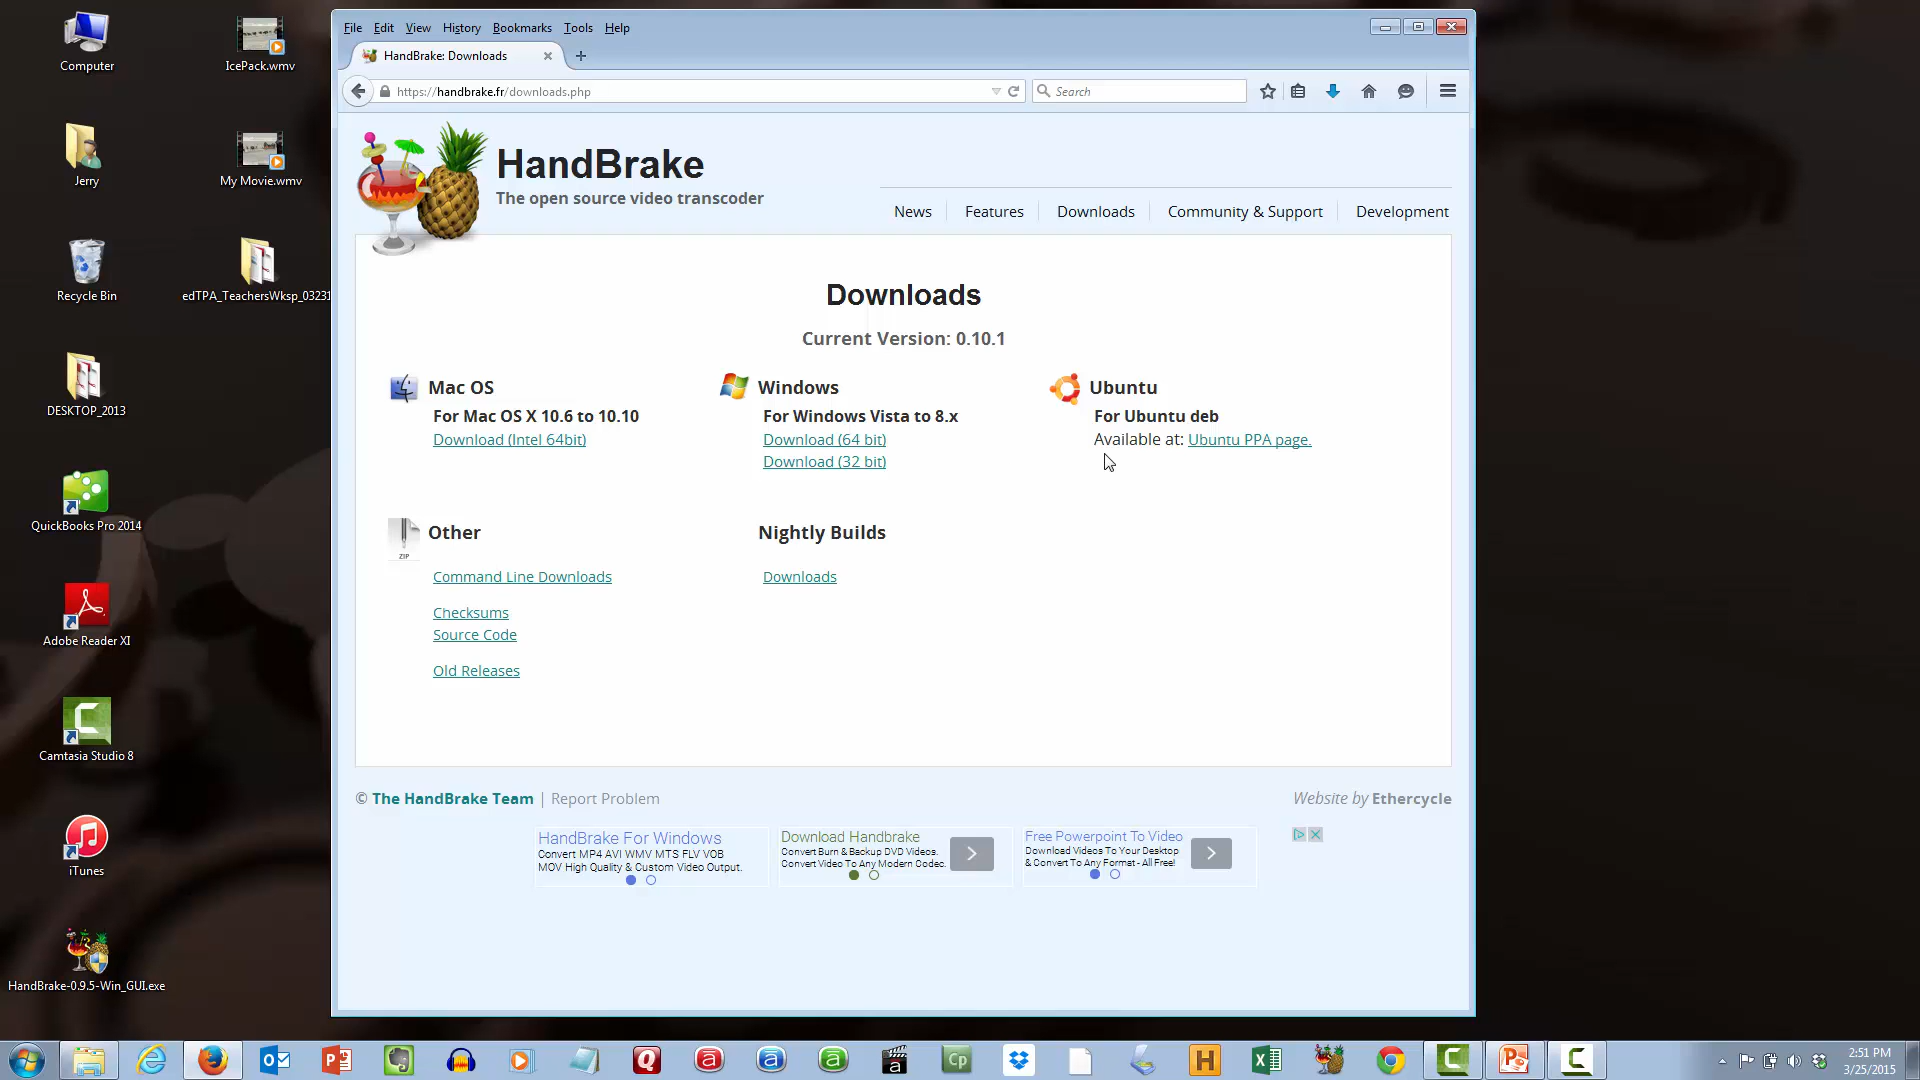 Computer
IcePack.wmv
Jerry
My Movie.wmv
Recycle Bin
edTPA_TeachersWksp_03231
DESKTOP_2013
QuickBooks Pro 2014
Adobe Reader XI
Camtasia Studio 8
iTunes
HandBrake-0.9.5-Win_GUI.exe
File Edit View History Bookmarks Tools Help
HandBrake: Downloads
https://handbrake.fr/downloads.php
Search
HandBrake
The open source video transcoder
News Features Downloads Community & Support Development
Downloads
Current Version: 0.10.1
Mac OS
For Mac OS X 10.6 to 10.10
Download (Intel 64bit)
Windows
For Windows Vista to 8.x
Download (64 bit)
Download (32 bit)
Ubuntu
For Ubuntu deb
Available at: Ubuntu PPA page.
ZIP
Other
Command Line Downloads
Checksums
Source Code
Old Releases
Nightly Builds
Downloads
© The HandBrake Team | Report Problem
Website by Ethercycle
HandBrake For Windows
Convert MP4 AVI WMV MTS FLV VOB
MOV High Quality & Custom Video Output.
Download Handbrake
Convert Burn & Backup DVD Videos.
Convert Video To Any Modern Codec.
Free Powerpoint To Video
Download Videos To Your Desktop
& Convert To Any Format - All Free!
2:51 PM
3/25/2015